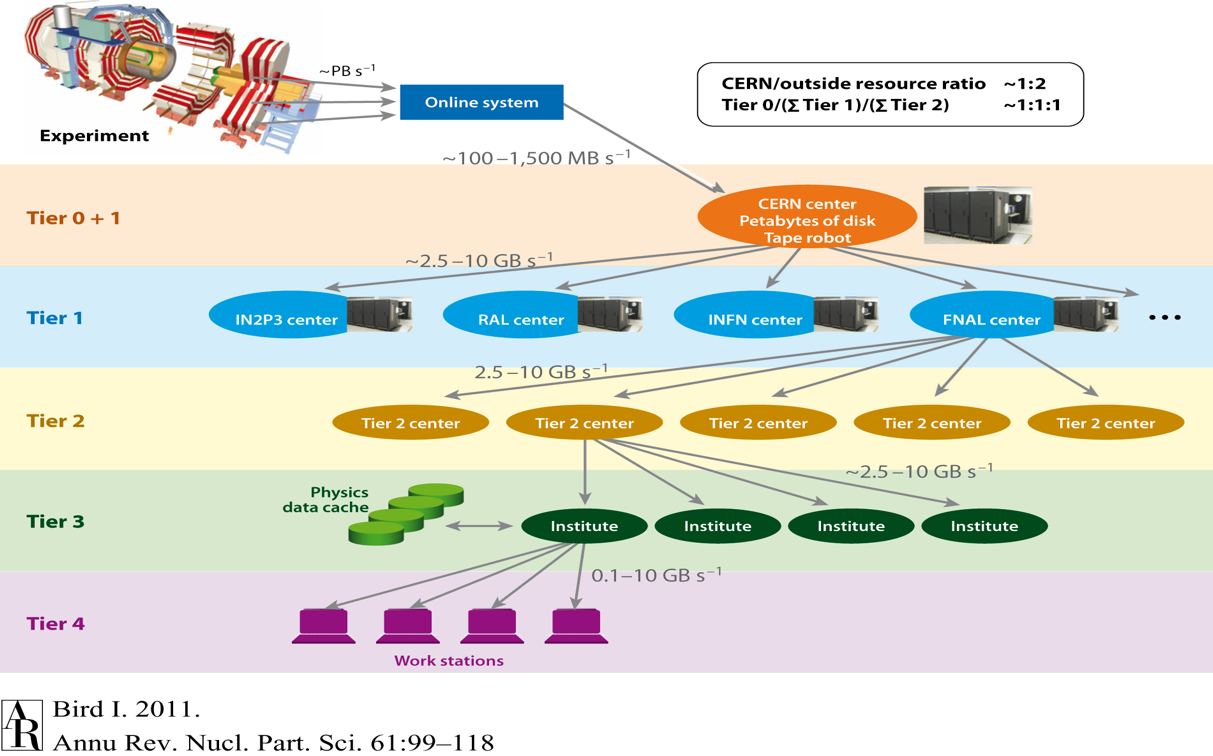 ~PB s⁻¹
Online system
Experiment
CERN/outside resource ratio ~1:2
Tier 0/(∑ Tier 1)/(∑ Tier 2) ~1:1:1
~100–1,500 MB s⁻¹
Tier 0 + 1
CERN center
Petabytes of disk
Tape robot
~2.5–10 GB s⁻¹
Tier 1
IN2P3 center
RAL center
INFN center
FNAL center
...
2.5–10 GB s⁻¹
Tier 2
Tier 2 center
Tier 2 center
Tier 2 center
Tier 2 center
Tier 2 center
~2.5–10 GB s⁻¹
Physics
data cache
Tier 3
Institute
Institute
Institute
Institute
0.1–10 GB s⁻¹
Tier 4
Work stations
AR
Bird I. 2011.
Annu Rev. Nucl. Part. Sci. 61:99–118